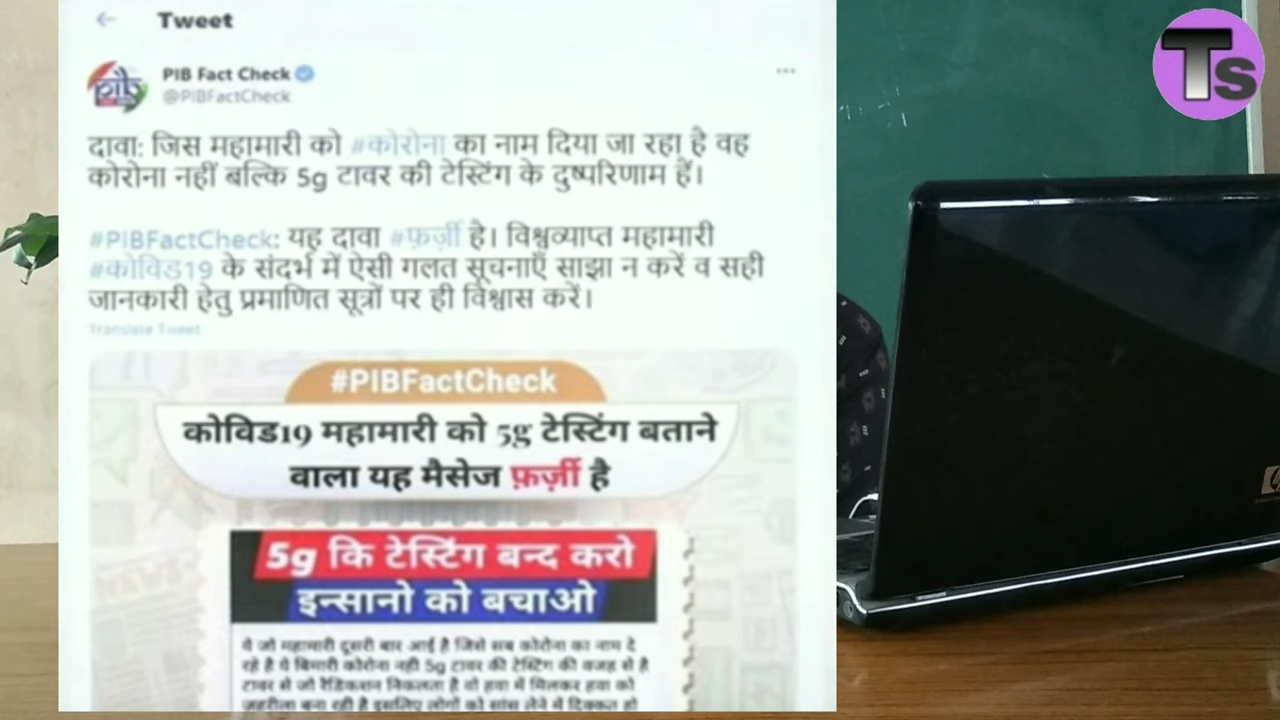 Tweet
PIB Fact Check
@PIBFactCheck
दावा: जिस महामारी को #कोरोना का नाम दिया जा रहा है वह
कोरोना नहीं बल्कि 5g टावर की टेस्टिंग के दुष्परिणाम हैं।
#PIBFactCheck: यह दावा #फ़र्ज़ी है। विश्वव्याप्त महामारी
#कोविड19 के संदर्भ में ऐसी गलत सूचनाएँ साझा न करें व सही
जानकारी हेतु प्रमाणित सूत्रों पर ही विश्वास करें।
Translate Tweet
#PIBFactCheck
कोविड19 महामारी को 5g टेस्टिंग बताने
वाला यह मैसेज फ़र्ज़ी है
5g कि टेस्टिंग बन्द करो
इन्सानो को बचाओ
ये जो महामारी दूसरी बार आई है जिसे सब कोरोना का नाम दे
रहे है ये बिमारी कोरोना नही 5g टावर की टेस्टिंग की वजह से है
टावर से जो रैडिकशन निकलता है वो हवा में मिलकर हवा को
जहरीला बना रही है इसलिए लोगों को सांस लेने में दिक्कत हो
Ts
hp